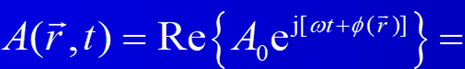 A(r⃗, t) = Re{A₀e^{j[ωt+ϕ(r⃗)]}} =